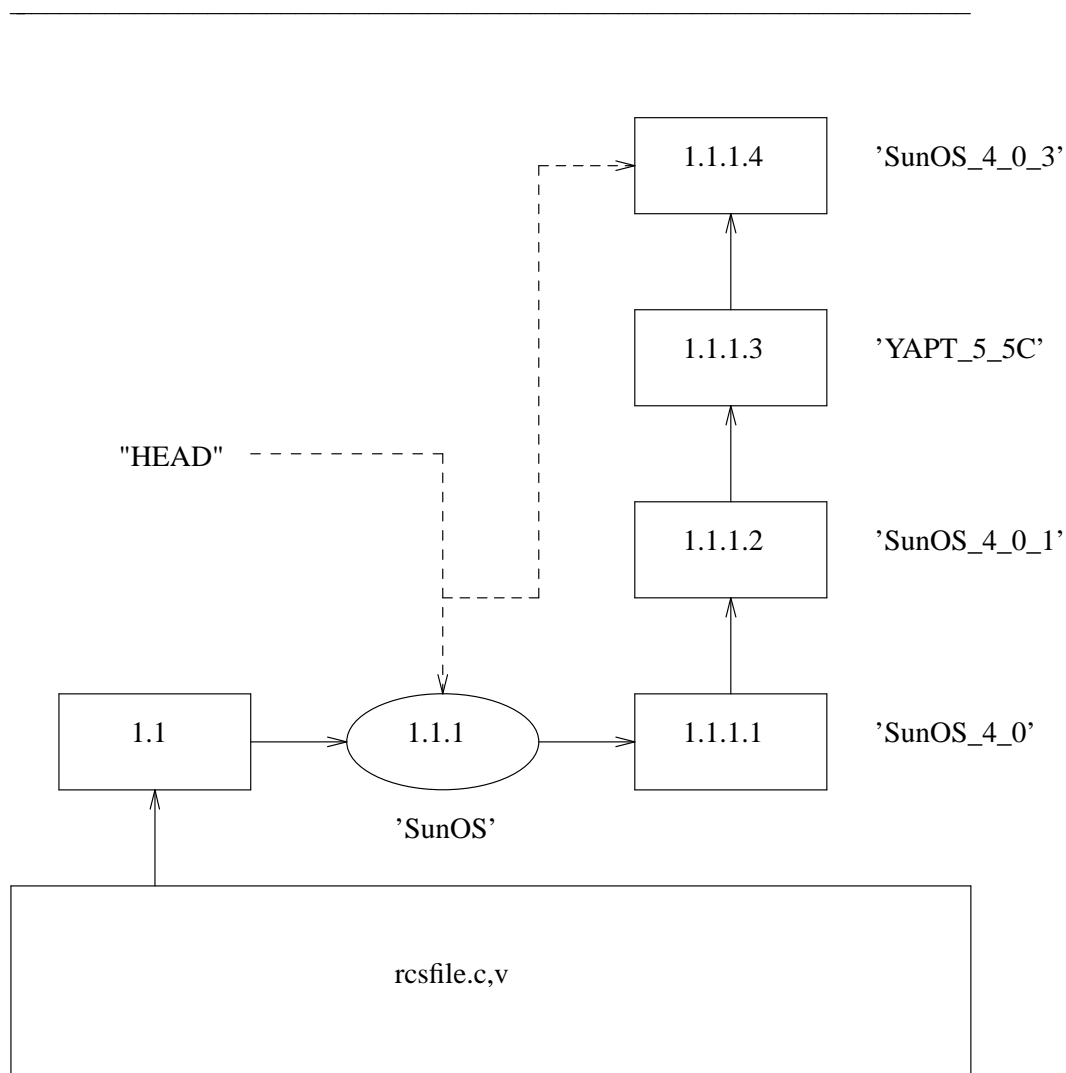 1.1.1.4 ’SunOS_4_0_3’
1.1.1.3 ’YAPT_5_5C’
"HEAD"
1.1.1.2 ’SunOS_4_0_1’
1.1 1.1.1 1.1.1.1 ’SunOS_4_0’
’SunOS’
rcsfile.c,v